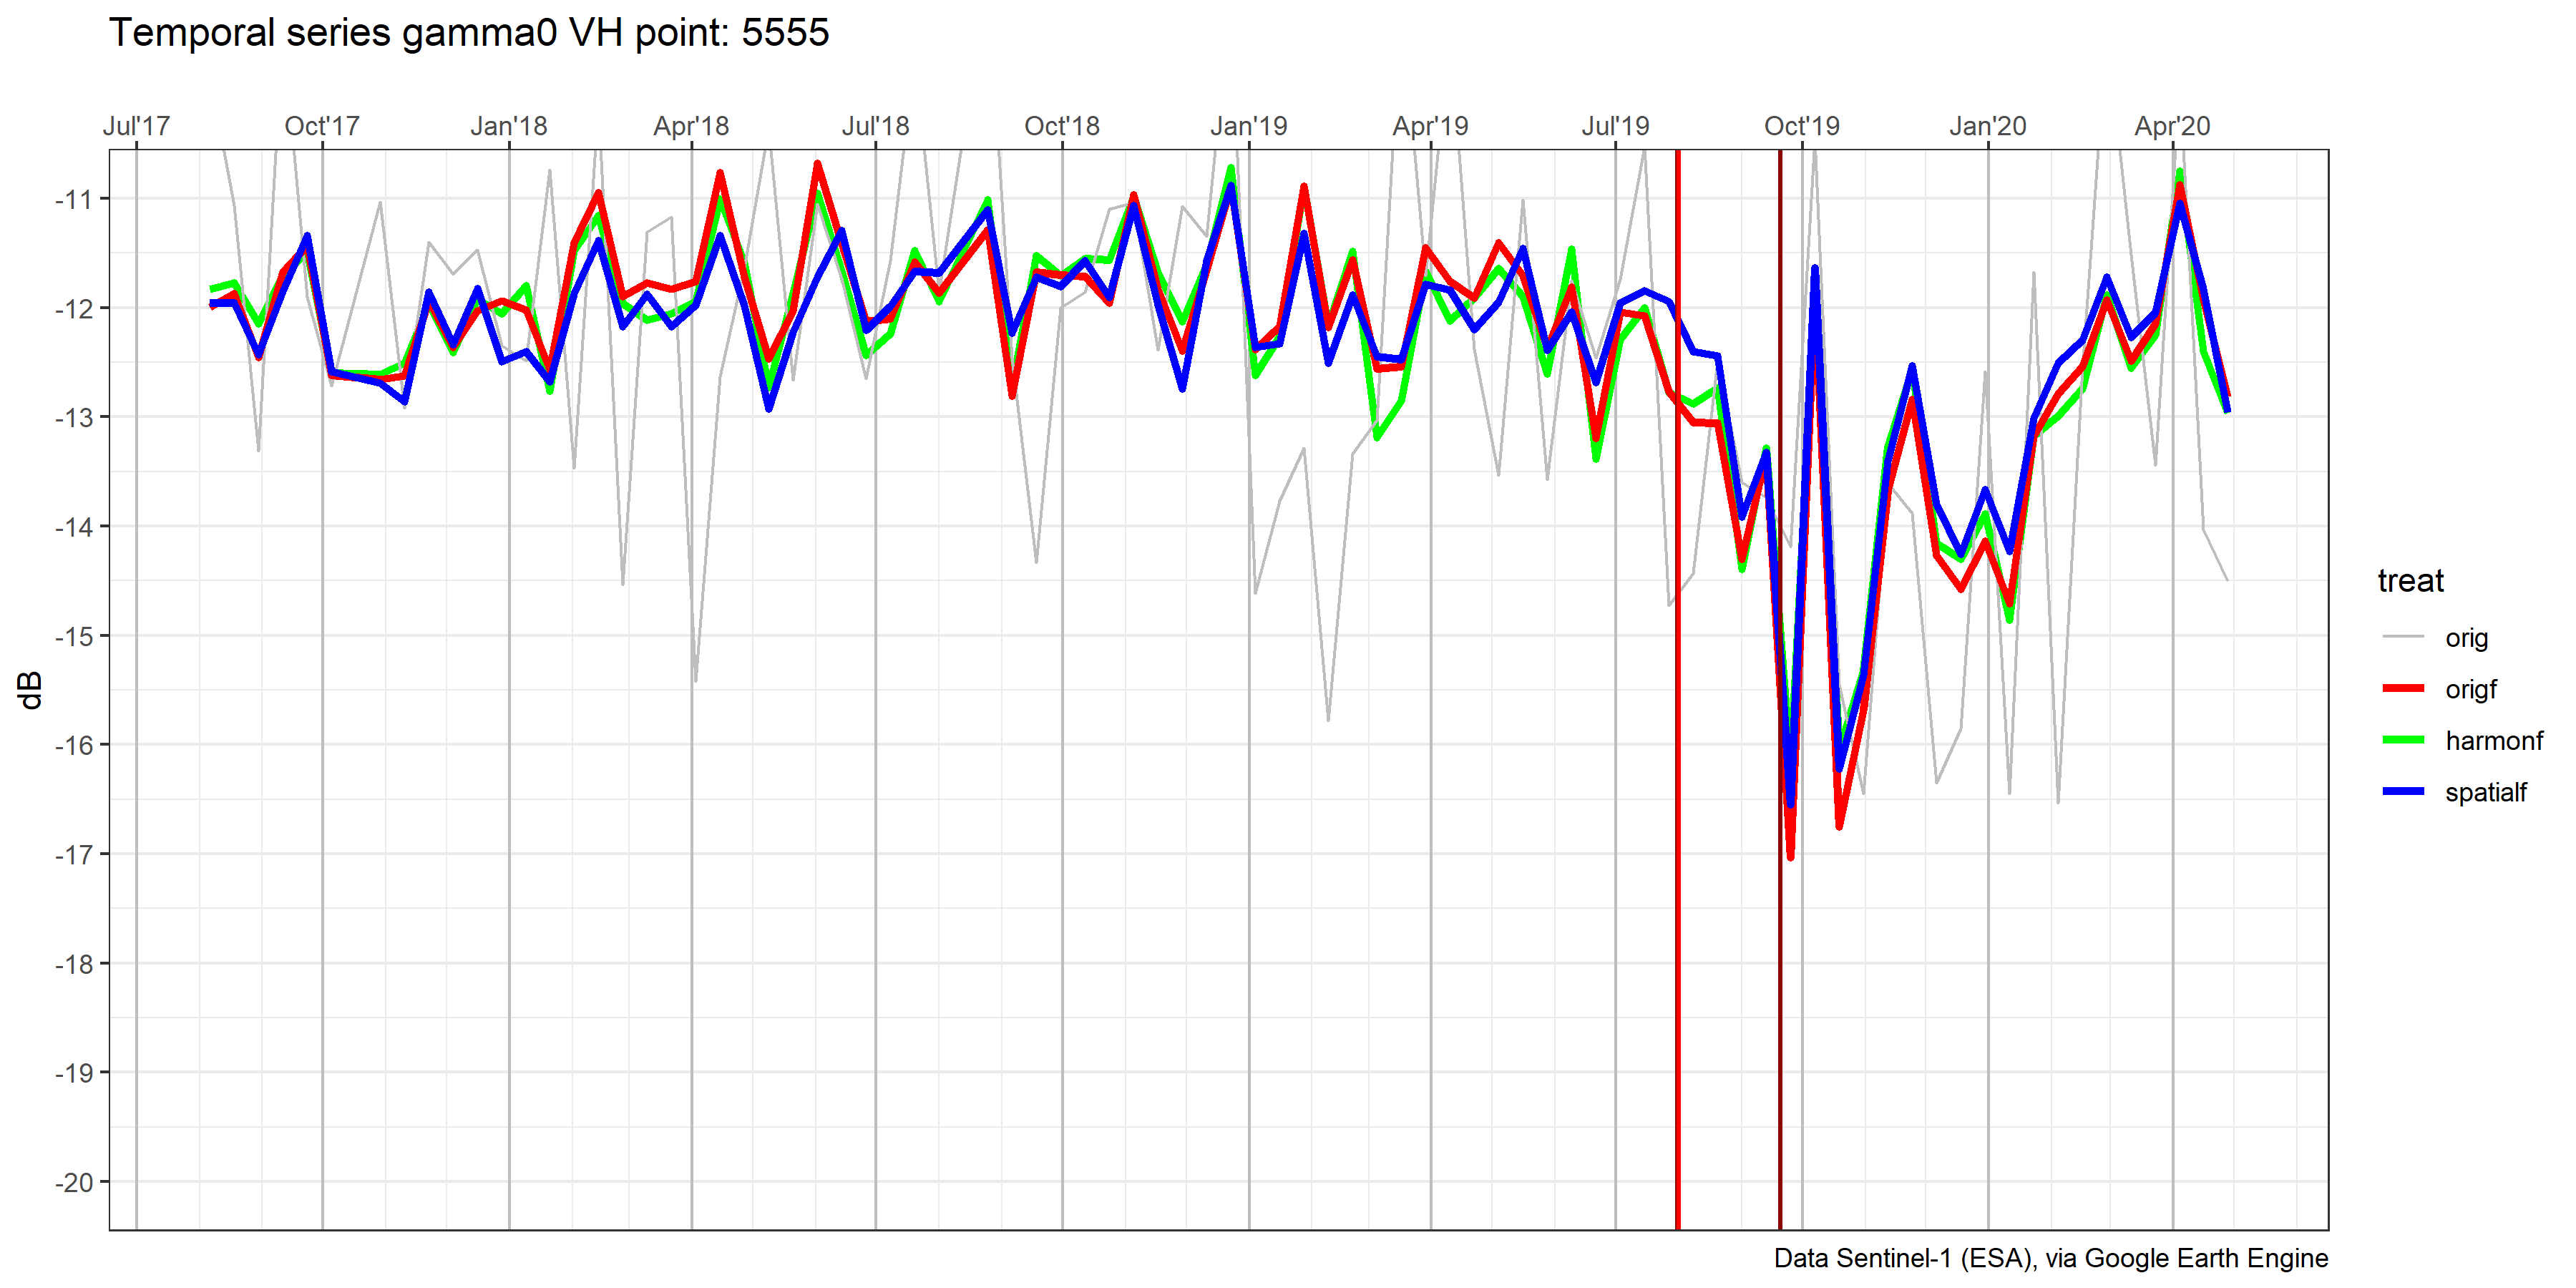 Temporal series gamma0 VH point: 5555
Jul'17 Oct'17 Jan'18 Apr'18 Jul'18 Oct'18 Jan'19 Apr'19 Jul'19 Oct'19 Jan'20 Apr'20
-11
-12
-13
-14
-15
-16
-17
-18
-19
-20
dB
treat
orig
origf
harmonf
spatialf
Data Sentinel-1 (ESA), via Google Earth Engine